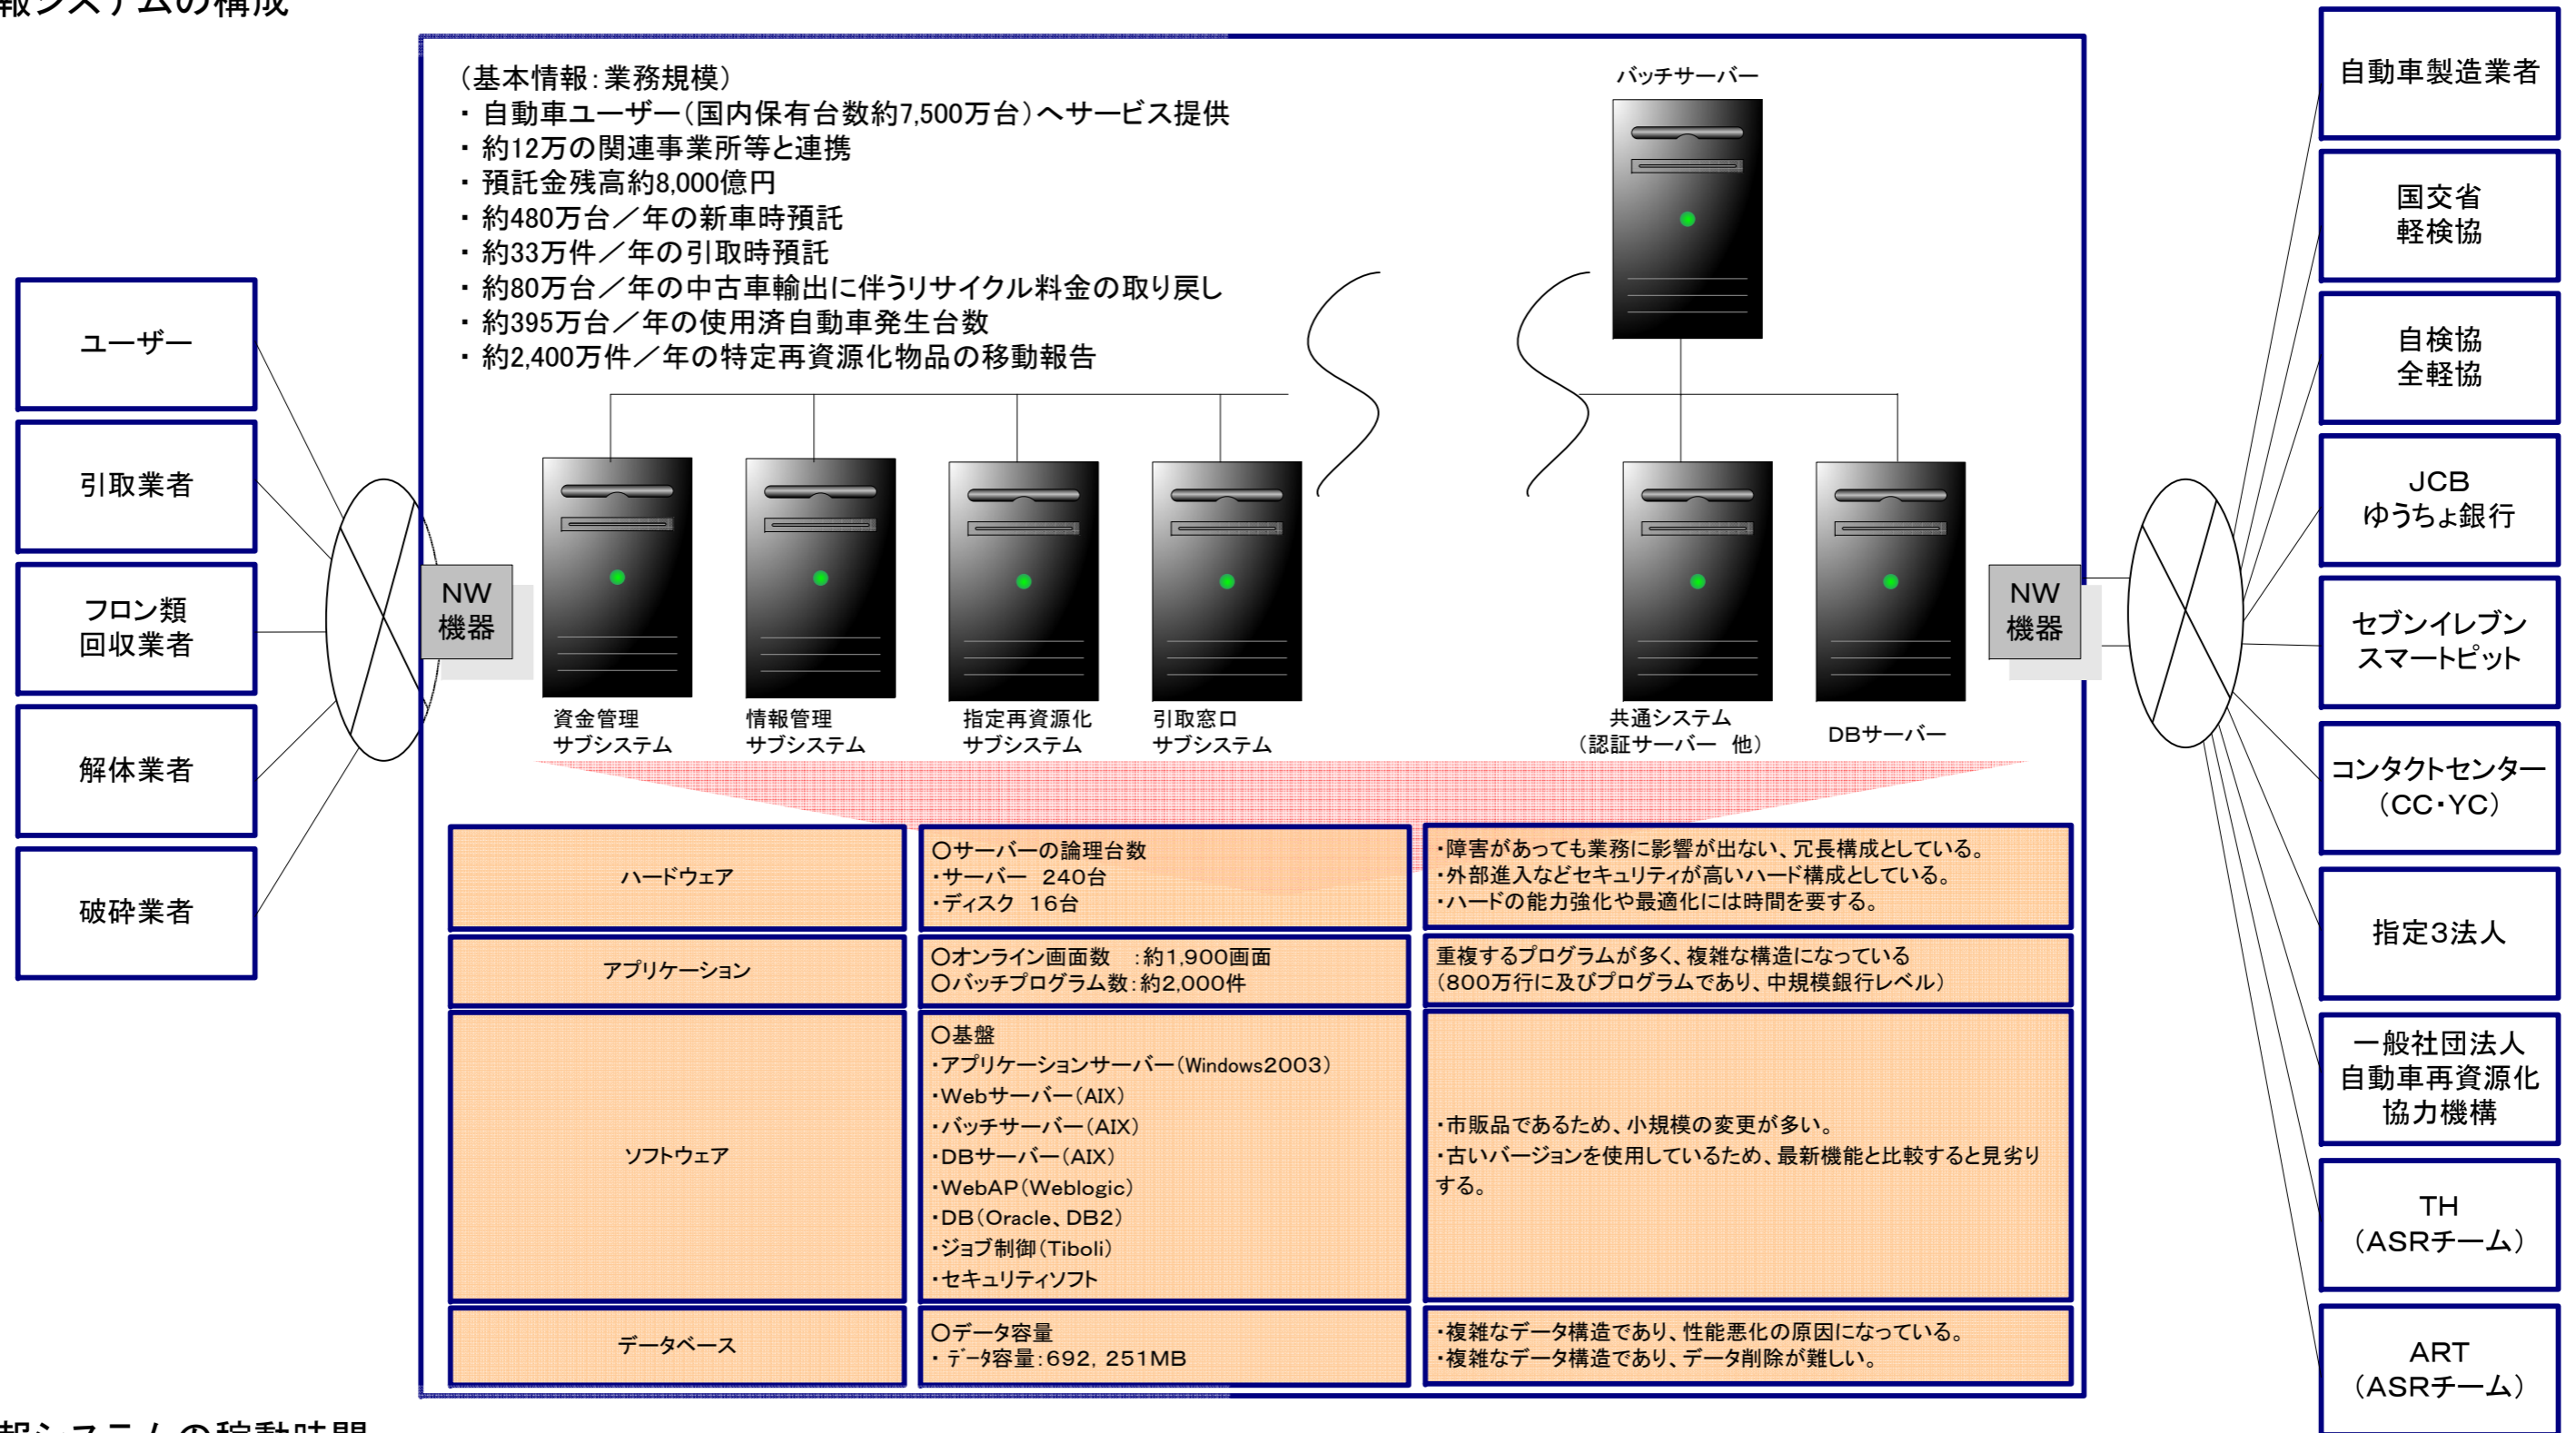 報システムの構成
（基本情報：業務規模）
・ 自動車ユーザー（国内保有台数約7,500万台）へサービス提供
・ 約12万の関連事業所等と連携
・ 預託金残高約8,000億円
・ 約480万台／年の新車時預託
・ 約33万件／年の引取時預託
・ 約80万台／年の中古車輸出に伴うリサイクル料金の取り戻し
・ 約395万台／年の使用済自動車発生台数
・ 約2,400万件／年の特定再資源化物品の移動報告
バッチサーバー
ユーザー
引取業者
フロン類
回収業者
解体業者
破砕業者
NW
機器
資金管理
サブシステム
情報管理
サブシステム
指定再資源化
サブシステム
引取窓口
サブシステム
共通システム
（認証サーバー　他）
DBサーバー
NW
機器
自動車製造業者
国交省
軽検協
自検協
全軽協
JCB
ゆうちょ銀行
セブンイレブン
スマートピット
コンタクトセンター
（CC・YC）
指定3法人
一般社団法人
自動車再資源化
協力機構
TH
（ASRチーム）
ART
（ASRチーム）
ハードウェア
○サーバーの論理台数
・サーバー　240台
・ディスク　16台
・障害があっても業務に影響が出ない、冗長構成としている。
・外部進入などセキュリティが高いハード構成としている。
・ハードの能力強化や最適化には時間を要する。
アプリケーション
○オンライン画面数　：約1,900画面
○バッチプログラム数：約2,000件
重複するプログラムが多く、複雑な構造になっている
(800万行に及びプログラムであり、中規模銀行レベル)
ソフトウェア
○基盤
・アプリケーションサーバー（Windows2003）
・Webサーバー（AIX）
・バッチサーバー（AIX）
・DBサーバー（AIX）
・WebAP（Weblogic）
・DB（Oracle、DB2）
・ジョブ制御（Tiboli）
・セキュリティソフト
・市販品であるため、小規模の変更が多い。
・古いバージョンを使用しているため、最新機能と比較すると見劣り
する。
データベース
○データ容量
・ データ容量：692，251MB
・複雑なデータ構造であり、性能悪化の原因になっている。
・複雑なデータ構造であり、データ削除が難しい。
報システムの稼動時間